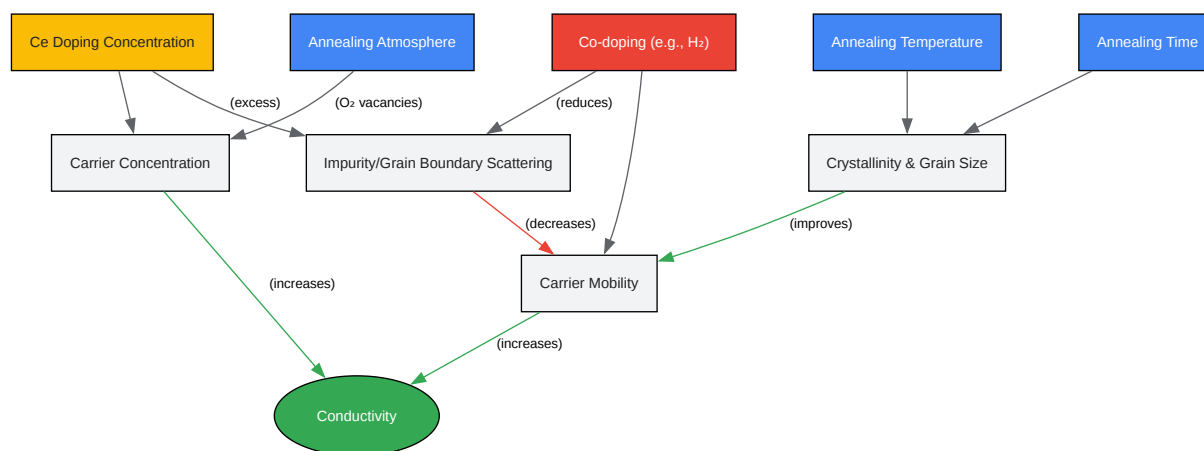 Ce Doping Concentration
Annealing Atmosphere
Co-doping (e.g., H₂)
Annealing Temperature
Annealing Time
(excess)
(O₂ vacancies)
(reduces)
Carrier Concentration
Impurity/Grain Boundary Scattering
Crystallinity & Grain Size
(decreases)
(improves)
(increases)
Carrier Mobility
(increases)
Conductivity